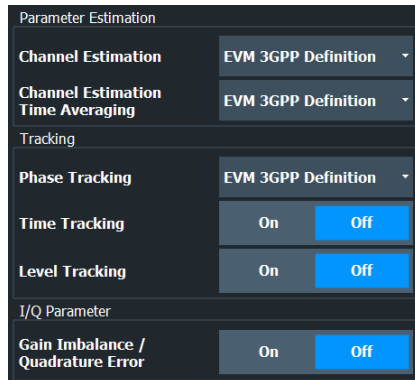 Parameter Estimation
Channel Estimation EVM 3GPP Definition
Channel Estimation
Time Averaging EVM 3GPP Definition
Tracking
Phase Tracking EVM 3GPP Definition
Time Tracking On Off
Level Tracking On Off
I/Q Parameter
Gain Imbalance /
Quadrature Error On Off